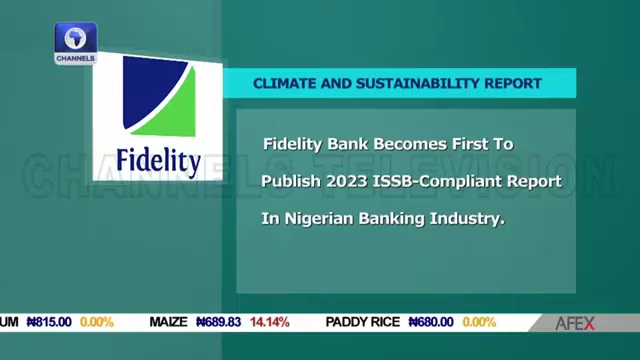 CHANNELS
Fidelity
CLIMATE AND SUSTAINABILITY REPORT
CHANNELS TELEVISION
Fidelity Bank Becomes First To
Publish 2023 ISSB-Compliant Report
In Nigerian Banking Industry.
UM ₦815.00 0.00% MAIZE ₦689.83 14.14% PADDY RICE ₦680.00 0.00% AFEX